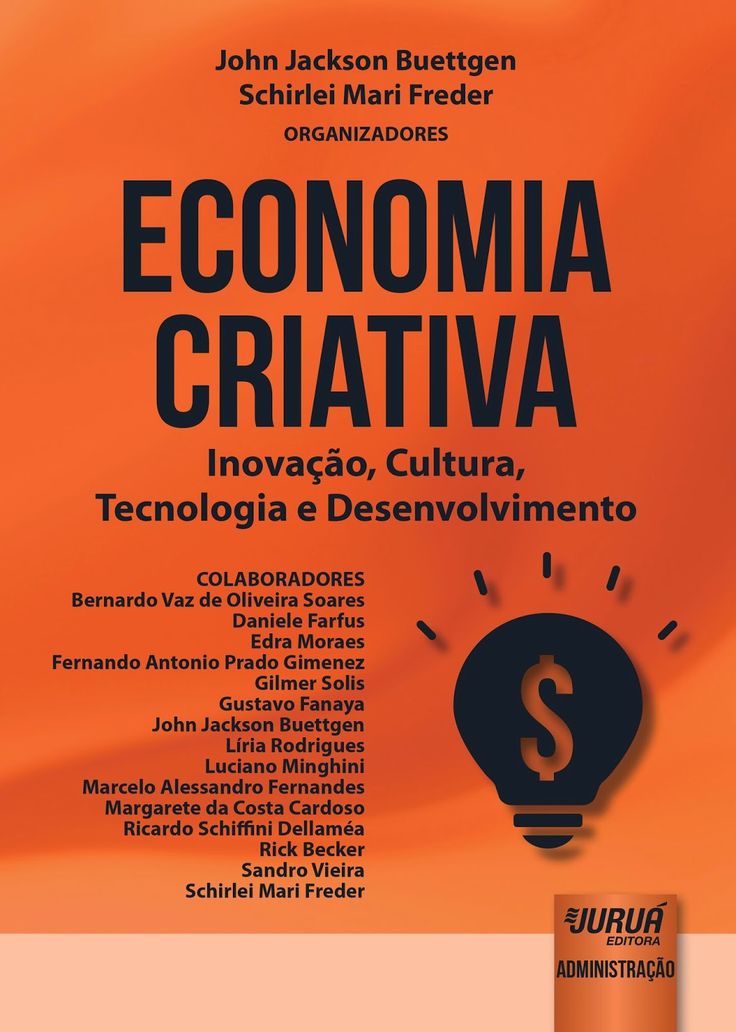 John Jackson Buettgen
Schirlei Mari Freder
ORGANIZADORES
ECONOMIA
CRIATIVA
Inovação, Cultura,
Tecnologia e Desenvolvimento
COLABORADORES
Bernardo Vaz de Oliveira Soares
Daniele Farfus
Edra Moraes
Fernando Antonio Prado Gimenez
Gilmer Solis
Gustavo Fanaya
John Jackson Buettgen
Líria Rodrigues
Luciano Minghini
Marcelo Alessandro Fernandes
Margarete da Costa Cardoso
Ricardo Schiffini Dellaméa
Rick Becker
Sandro Vieira
Schirlei Mari Freder
$
JURUÁ
EDITORA
ADMINISTRAÇÃO